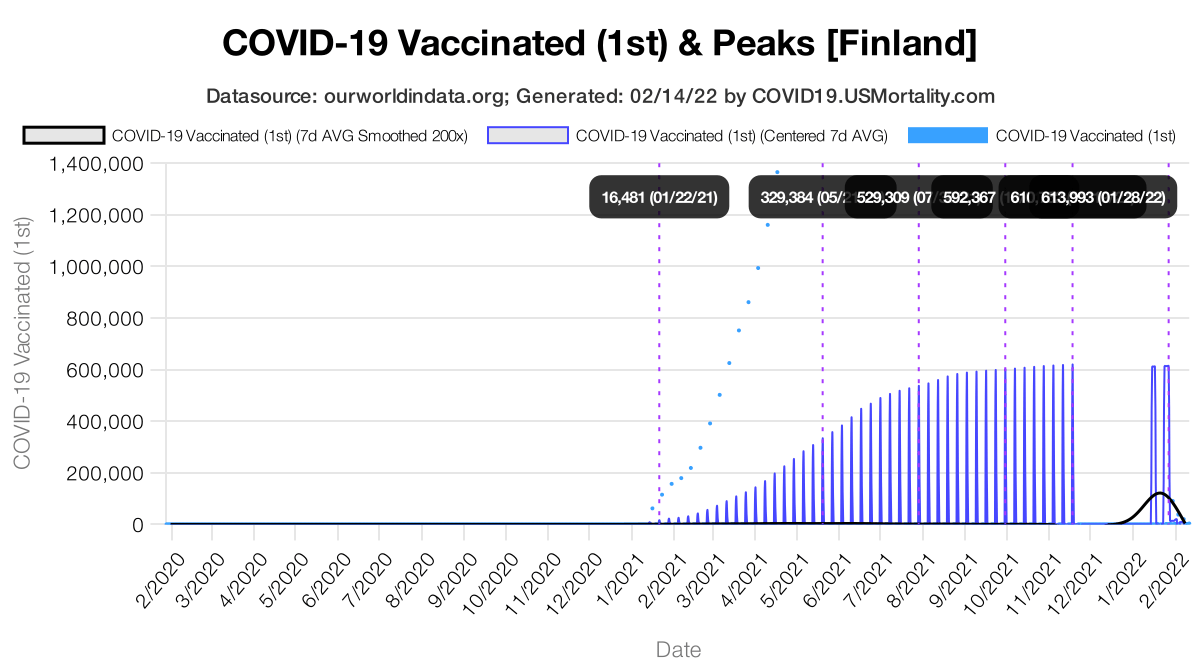 COVID-19 Vaccinated (1st) & Peaks [Finland]
Datasource: ourworldindata.org; Generated: 02/14/22 by COVID19.USMortality.com
COVID-19 Vaccinated (1st) (7d AVG Smoothed 200x) COVID-19 Vaccinated (1st) (Centered 7d AVG) COVID-19 Vaccinated (1st)
1,400,000
16,481 (01/22/21) 329,384 (05/2 529,309 (07/ 592,367 610, 613,993 (01/28/22)
1,200,000
1,000,000
800,000
600,000
400,000
200,000
0
COVID-19 Vaccinated (1st)
2/2020 3/2020 4/2020 5/2020 6/2020 7/2020 8/2020 9/2020 10/2020 11/2020 12/2020 1/2021 2/2021 3/2021 4/2021 5/2021 6/2021 7/2021 8/2021 9/2021 10/2021 11/2021 12/2021 1/2022 2/2022
Date